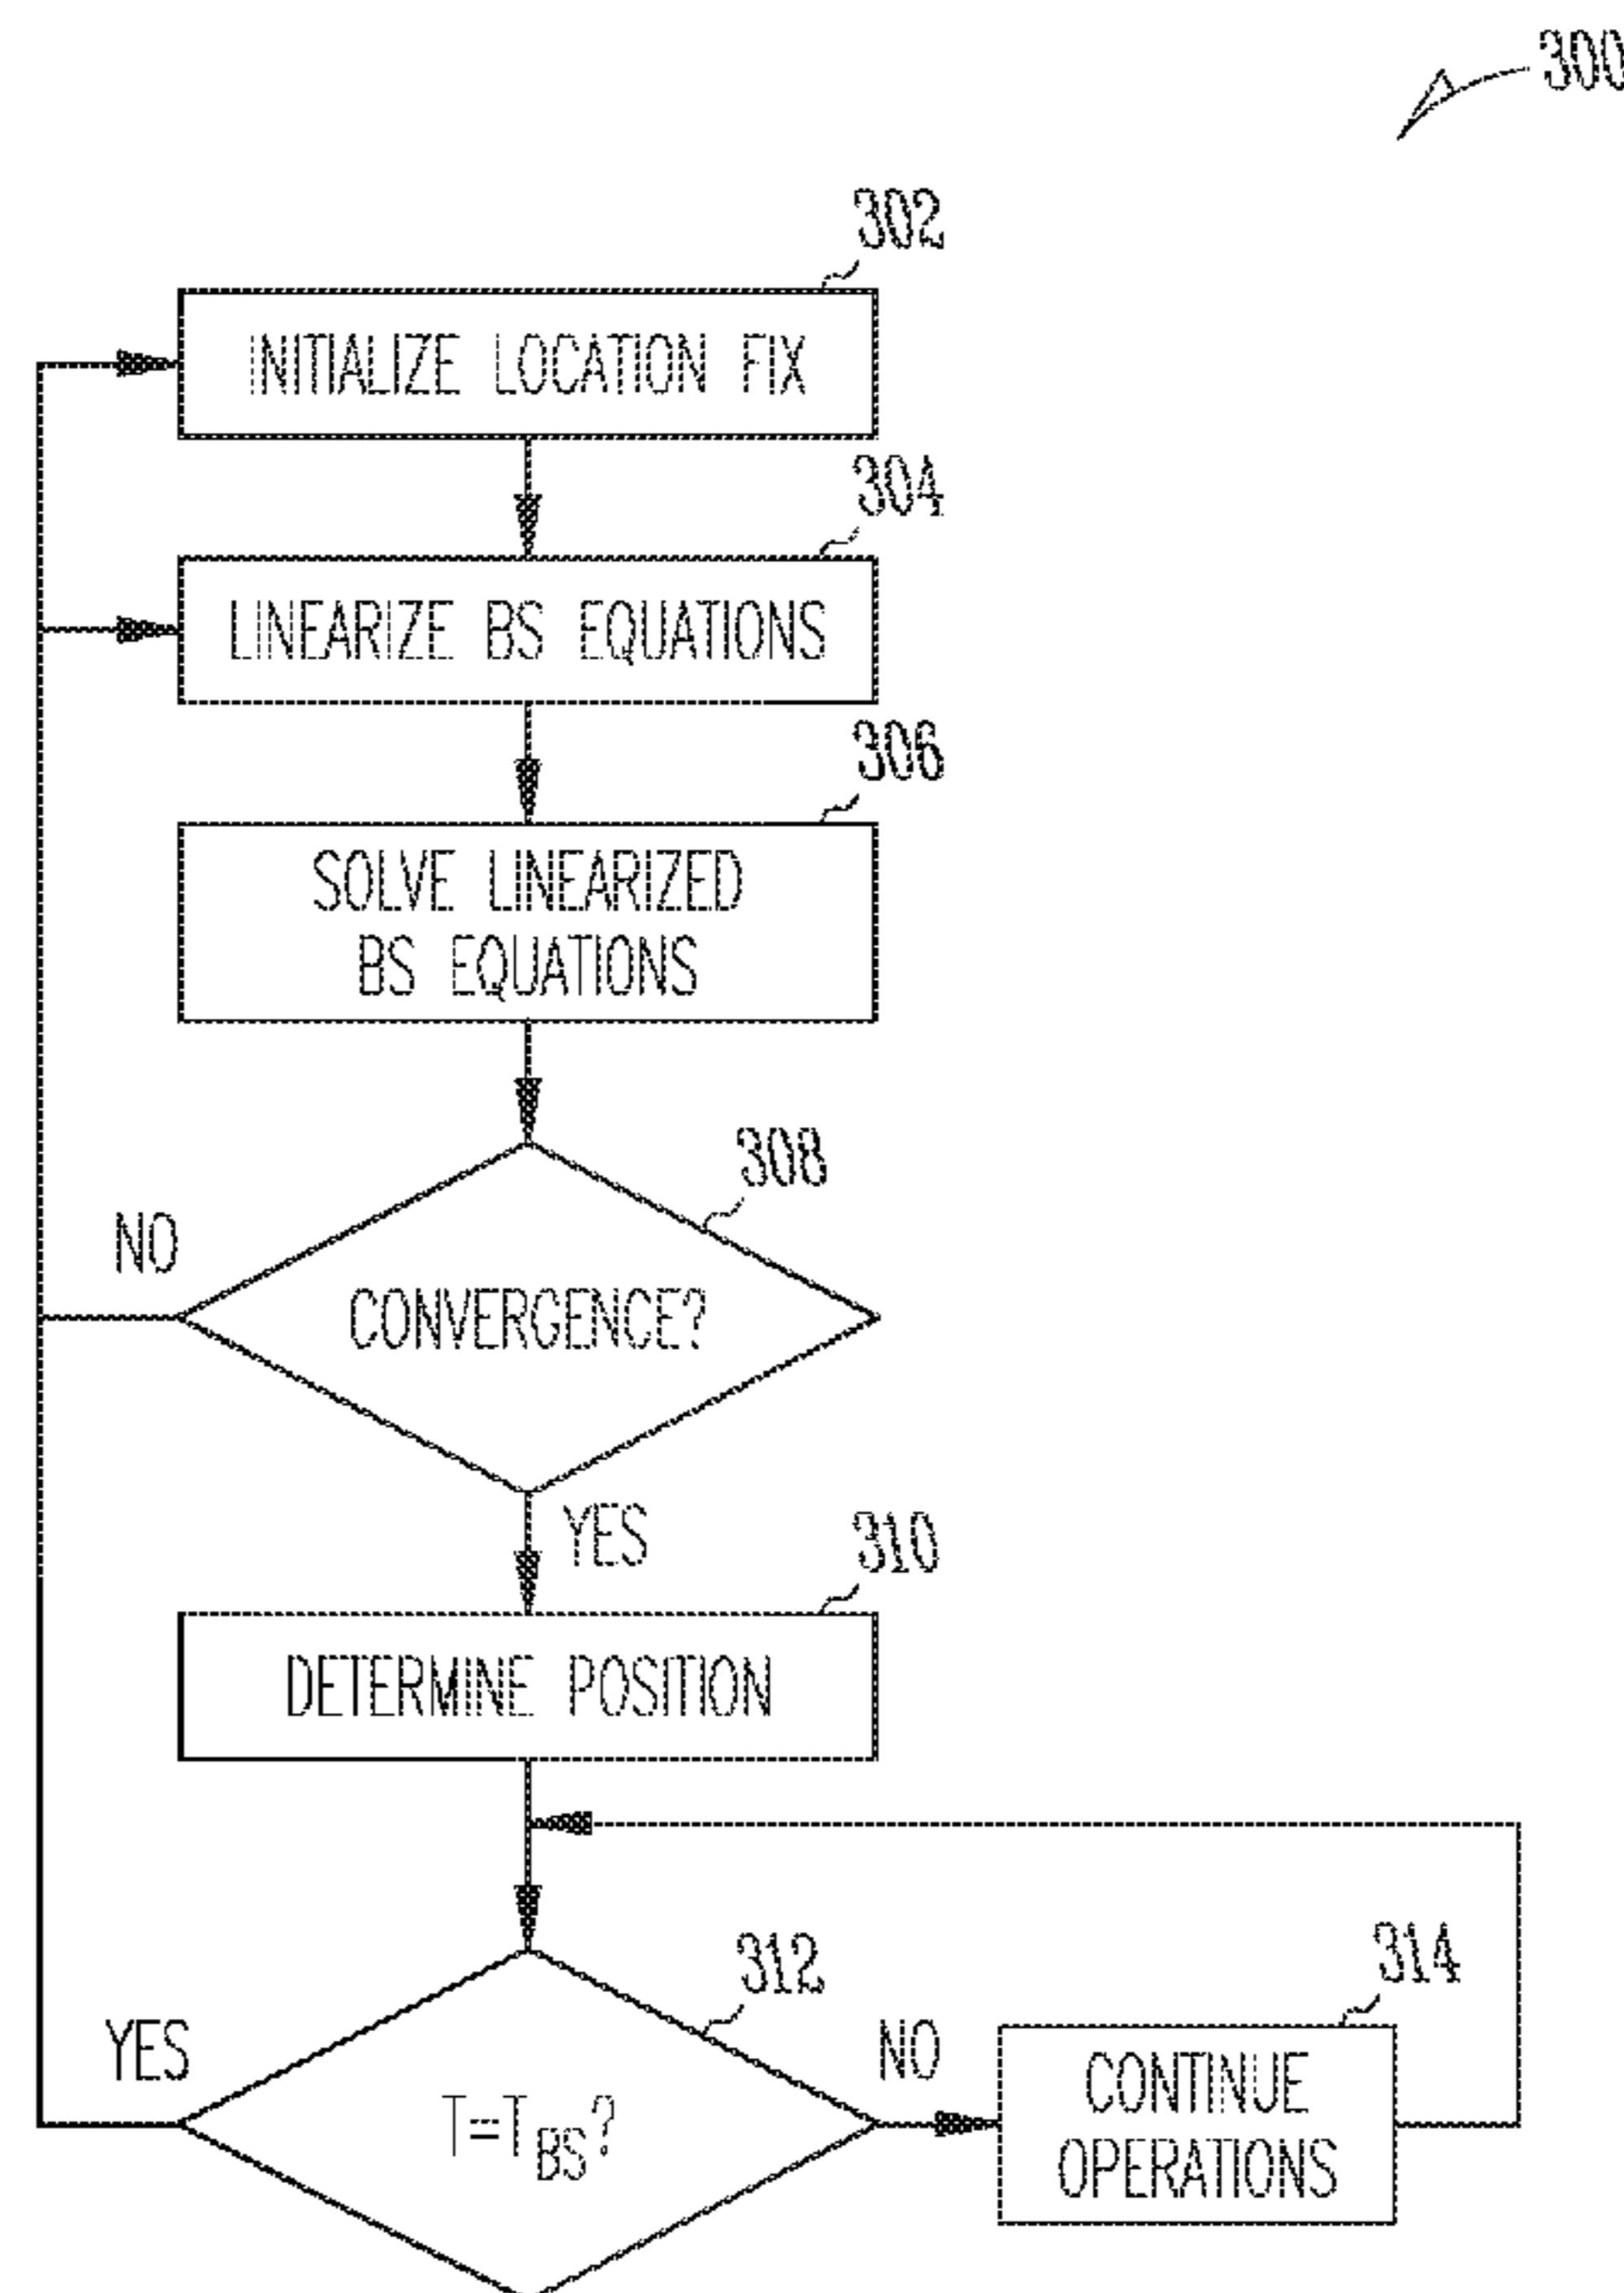 300
302
INITIALIZE LOCATION FIX
304
LINEARIZE BS EQUATIONS
306
SOLVE LINEARIZED
BS EQUATIONS
308
NO
CONVERGENCE?
YES
310
DETERMINE POSITION
312
314
YES
NO
T=T_BS?
CONTINUE
OPERATIONS